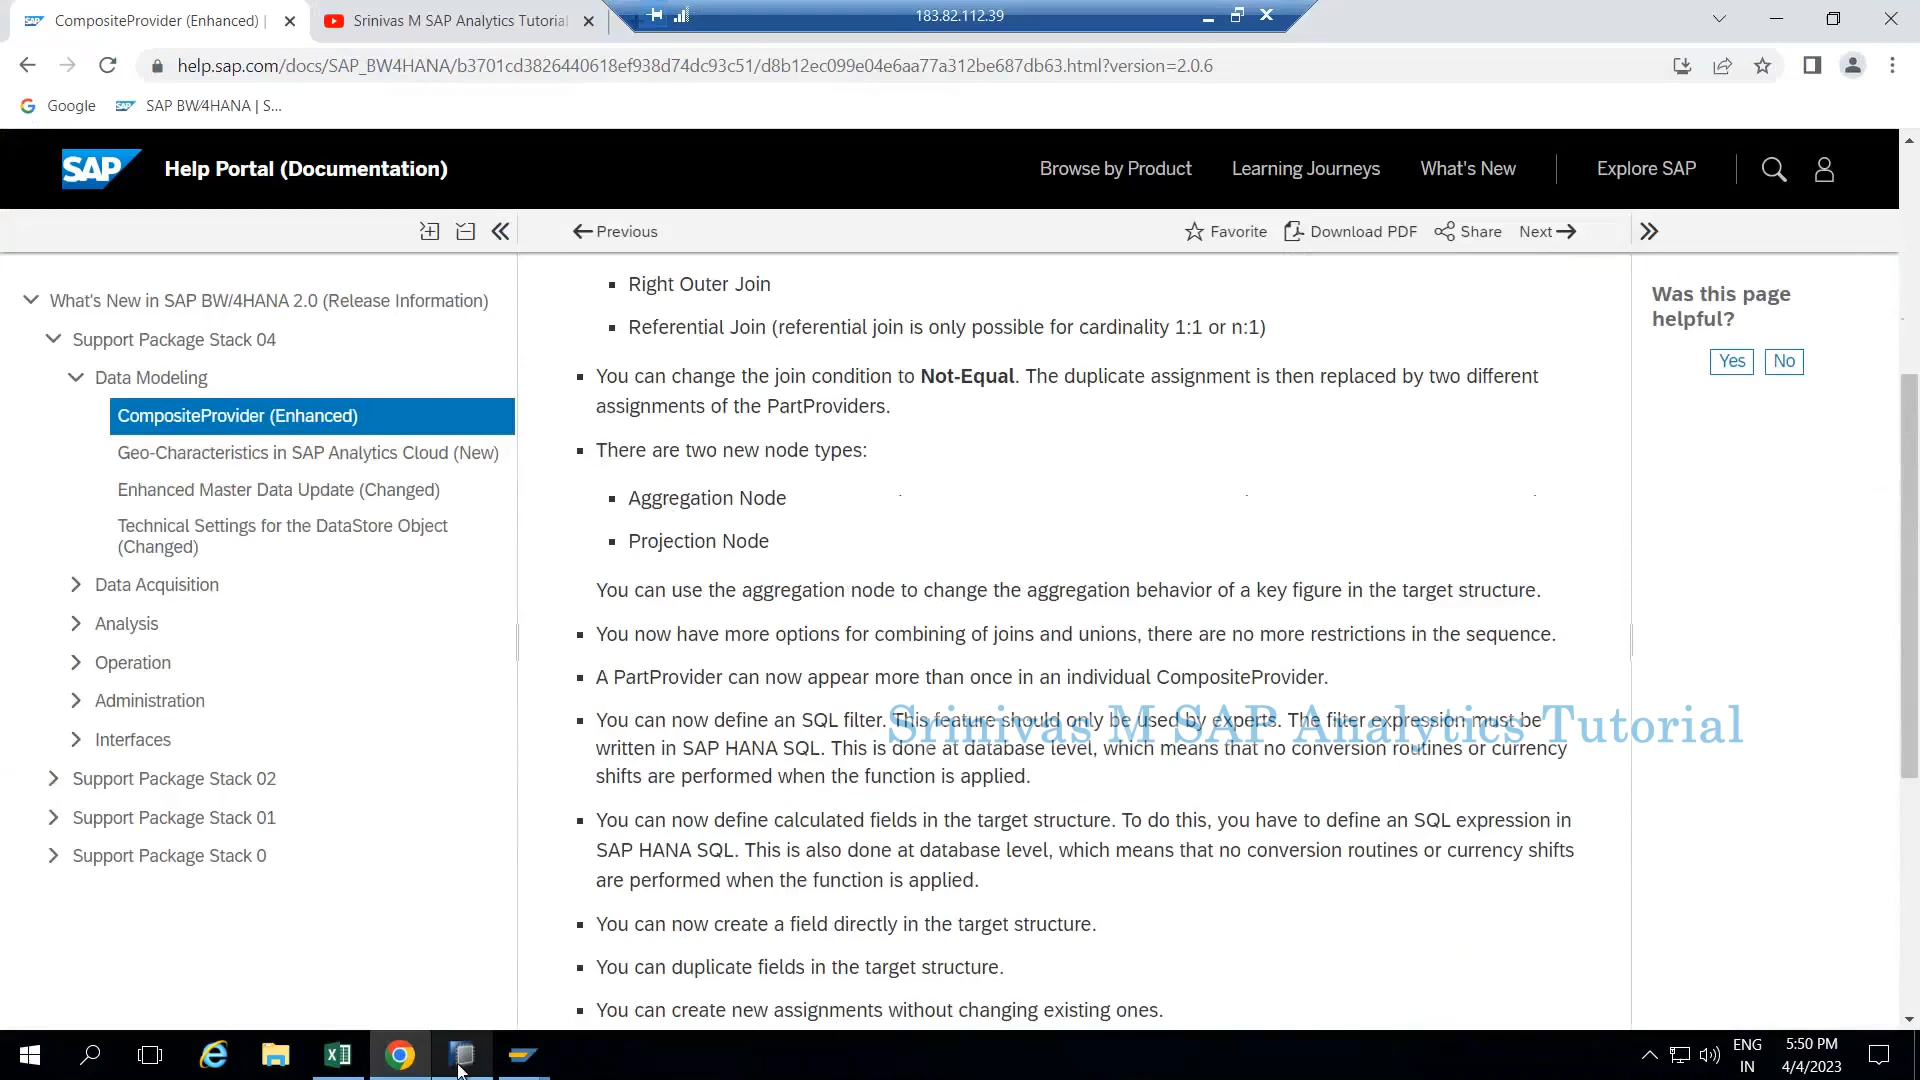 CompositeProvider (Enhanced) |
Srinivas M SAP Analytics Tutorial
183.82.112.39
help.sap.com/docs/SAP_BW4HANA/b3701cd3826440618ef938d74dc93c51/d8b12ec099e04e6aa77a312be687db63.html?version=2.0.6
Google
SAP BW/4HANA | S...
SAP
Help Portal (Documentation)
Browse by Product
Learning Journeys
What's New
Explore SAP
Previous
Favorite
Download PDF
Share
Next
What's New in SAP BW/4HANA 2.0 (Release Information)
Support Package Stack 04
Data Modeling
CompositeProvider (Enhanced)
Geo-Characteristics in SAP Analytics Cloud (New)
Enhanced Master Data Update (Changed)
Technical Settings for the DataStore Object
(Changed)
Data Acquisition
Analysis
Operation
Administration
Interfaces
Support Package Stack 02
Support Package Stack 01
Support Package Stack 0
Right Outer Join
Referential Join (referential join is only possible for cardinality 1:1 or n:1)
You can change the join condition to Not-Equal. The duplicate assignment is then replaced by two different
assignments of the PartProviders.
There are two new node types:
Aggregation Node
Projection Node
You can use the aggregation node to change the aggregation behavior of a key figure in the target structure.
You now have more options for combining of joins and unions, there are no more restrictions in the sequence.
A PartProvider can now appear more than once in an individual CompositeProvider.
You can now define an SQL filter. This feature should only be used by experts. The filter expression must be
written in SAP HANA SQL. This is done at database level, which means that no conversion routines or currency
shifts are performed when the function is applied.
Srinivas M SAP Analytics Tutorial
You can now define calculated fields in the target structure. To do this, you have to define an SQL expression in
SAP HANA SQL. This is also done at database level, which means that no conversion routines or currency shifts
are performed when the function is applied.
You can now create a field directly in the target structure.
You can duplicate fields in the target structure.
You can create new assignments without changing existing ones.
Was this page
helpful?
Yes
No
ENG
IN
5:50 PM
4/4/2023